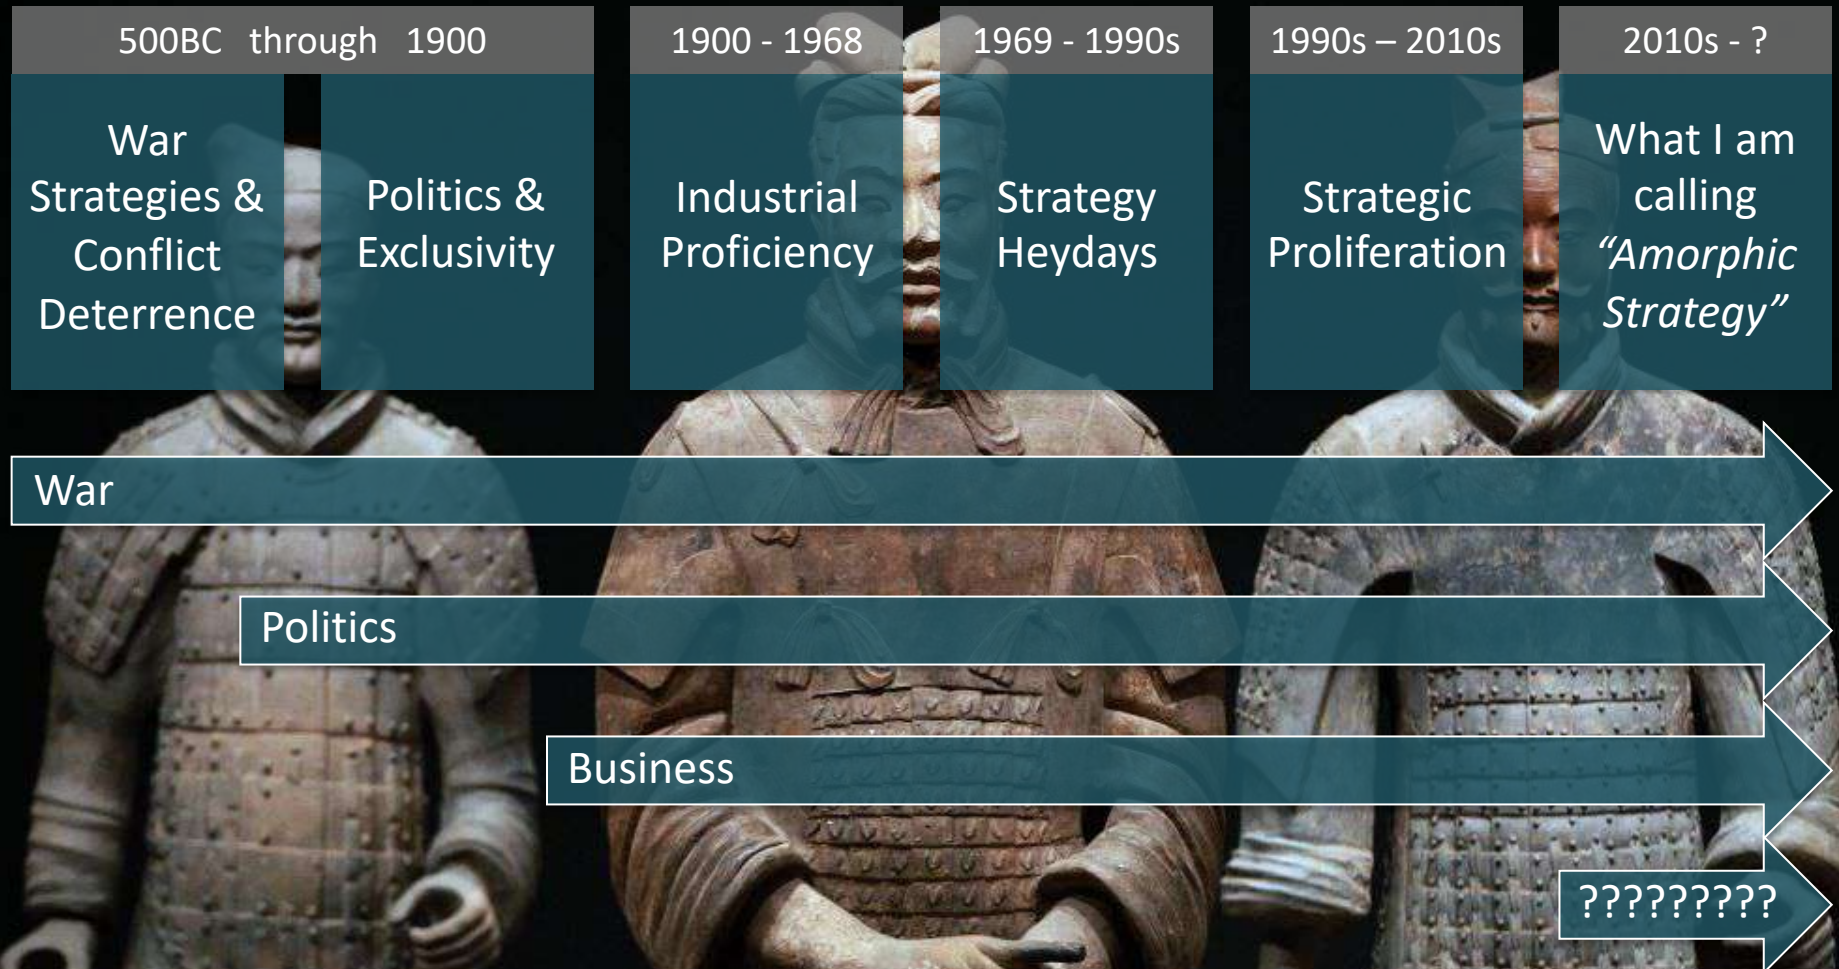 500BC through 1900
War
Strategies &
Conflict
Deterrence
Politics &
Exclusivity
1900 - 1968
Industrial
Proficiency
1969 - 1990s
Strategy
Heydays
1990s – 2010s
Strategic
Proliferation
2010s - ?
What I am
calling
“Amorphic
Strategy”
War
Politics
Business
?????????